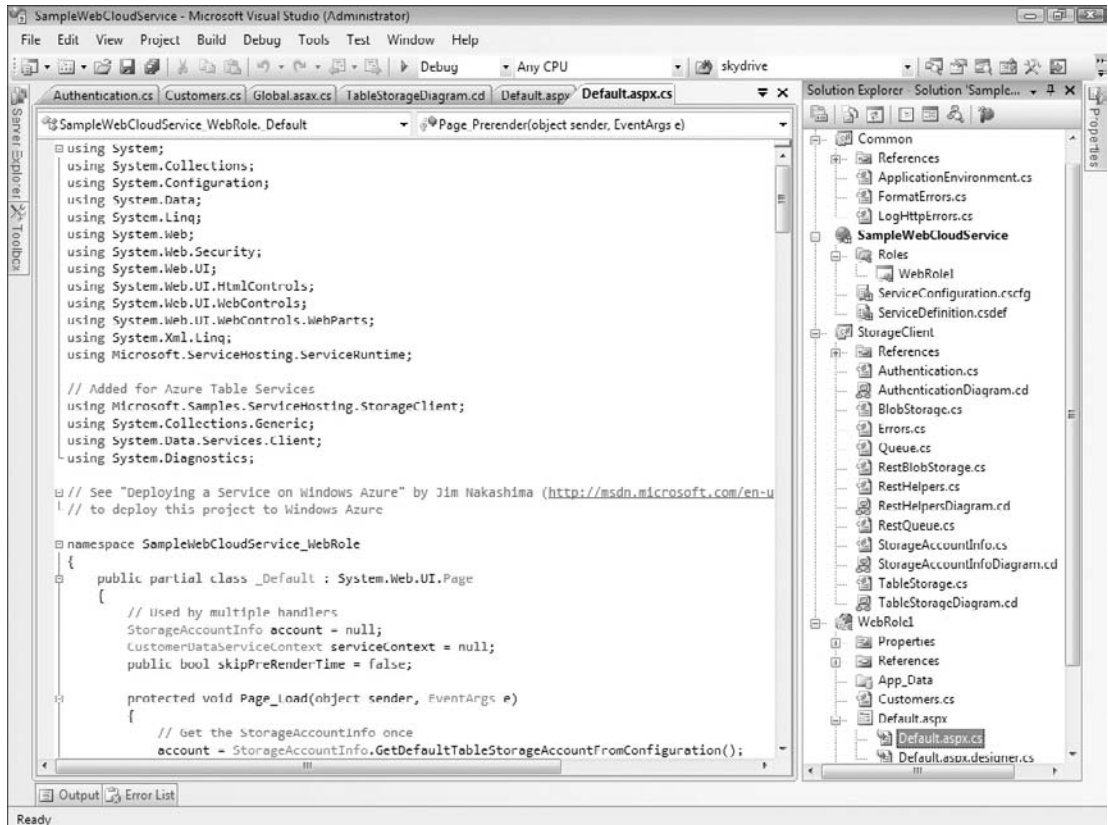 SampleWebCloudService - Microsoft Visual Studio (Administrator)
File Edit View Project Build Debug Tools Test Window Help
Debug Any CPU skydrive
Authentication.cs Customers.cs Global.asax.cs TableStorageDiagram.cd Default.aspx Default.aspx.cs
SampleWebCloudService_WebRole._Default Page_Prerender(object sender, EventArgs e)
Server Explorer
Toolbox
using System;
using System.Collections;
using System.Configuration;
using System.Data;
using System.Linq;
using System.Web;
using System.Web.Security;
using System.Web.UI;
using System.Web.UI.HtmlControls;
using System.Web.UI.WebControls;
using System.Web.UI.WebControls.WebParts;
using System.Xml.Linq;
using Microsoft.ServiceHosting.ServiceRuntime;
// Added for Azure Table Services
using Microsoft.Samples.ServiceHosting.StorageClient;
using System.Collections.Generic;
using System.Data.Services.Client;
using System.Diagnostics;
// See "Deploying a Service on Windows Azure" by Jim Nakashima (http://msdn.microsoft.com/en-u
// to deploy this project to Windows Azure
namespace SampleWebCloudService_WebRole
{
public partial class _Default : System.Web.UI.Page
{
// Used by multiple handlers
StorageAccountInfo account = null;
CustomerDataServiceContext serviceContext = null;
public bool skipPreRenderTime = false;
protected void Page_Load(object sender, EventArgs e)
{
// Get the StorageAccountInfo once
account = StorageAccountInfo.GetDefaultTableStorageAccountFromConfiguration();
Solution Explorer - Solution 'Sample...
Common
References
ApplicationEnvironment.cs
FormatErrors.cs
LogHttpErrors.cs
SampleWebCloudService
Roles
WebRole1
ServiceConfiguration.cscfg
ServiceDefinition.csdef
StorageClient
References
Authentication.cs
AuthenticationDiagram.cd
BlobStorage.cs
Errors.cs
Queue.cs
RestBlobStorage.cs
RestHelpers.cs
RestHelpersDiagram.cd
RestQueue.cs
StorageAccountInfo.cs
StorageAccountInfoDiagram.cd
TableStorage.cs
TableStorageDiagram.cd
WebRole1
Properties
References
App_Data
Customers.cs
Default.aspx
Default.aspx.cs
Default.aspx.designer.cs
Properties
Output Error List
Ready